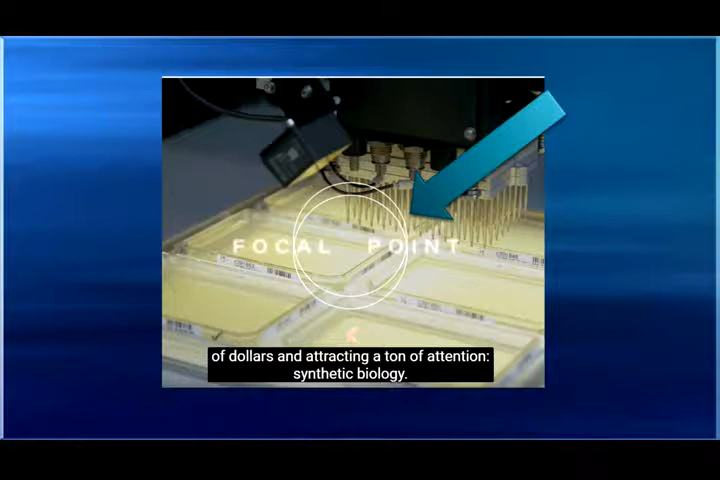 FOCAL POINT
of dollars and attracting a ton of attention:
synthetic biology.